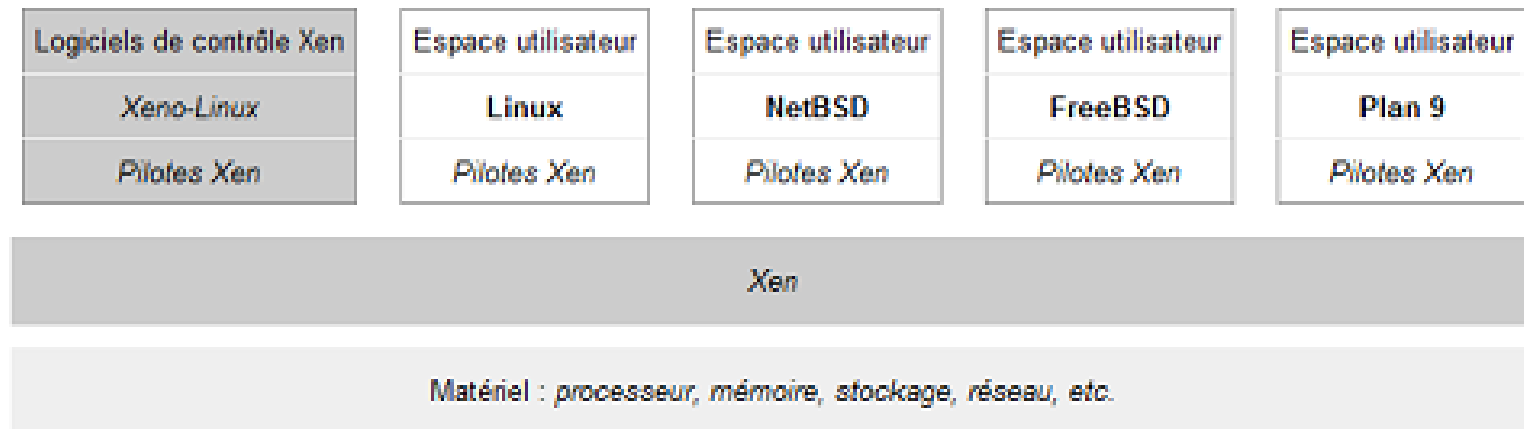 Logiciels de contrôle Xen
Xeno-Linux
Pilotes Xen
Espace utilisateur
Linux
Pilotes Xen
Espace utilisateur
NetBSD
Pilotes Xen
Espace utilisateur
FreeBSD
Pilotes Xen
Espace utilisateur
Plan 9
Pilotes Xen
Xen
Matériel : processeur, mémoire, stockage, réseau, etc.